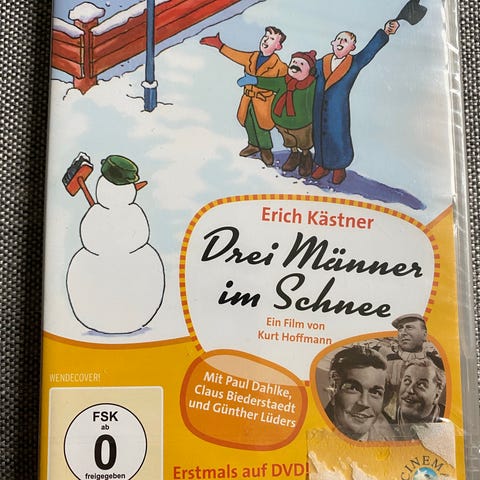 Erich Kästner
Drei Männer
im Schnee
Ein Film von
Kurt Hoffmann
WENDECOVER!
Mit Paul Dahlke,
Claus Biederstaedt
und Günther Lüders
FSK
ab
0
freigegeben
Erstmals auf DVD!